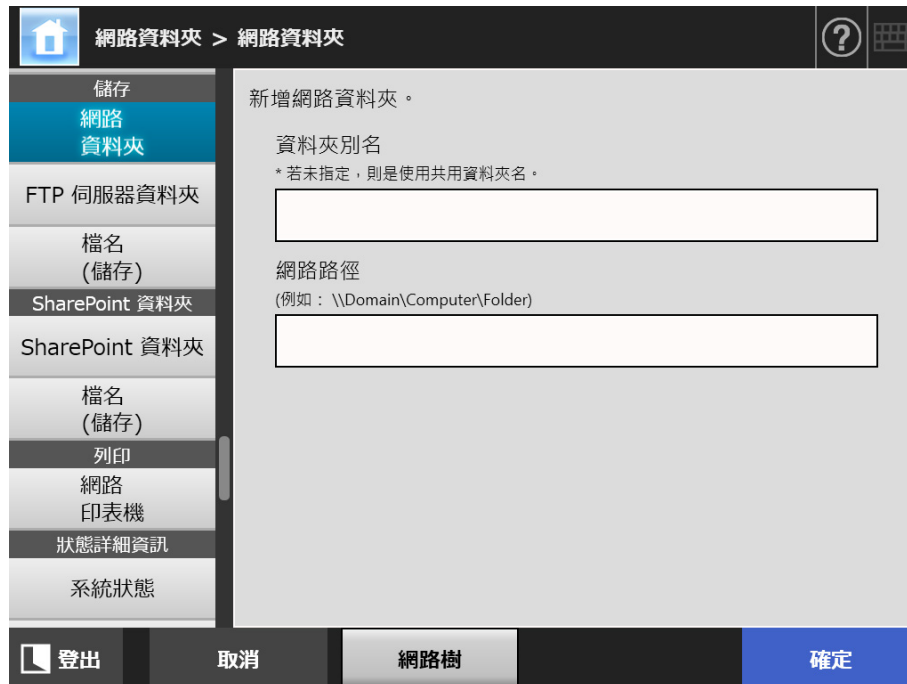 網路資料夾 > 網路資料夾
儲存
網路
資料夾
FTP 伺服器資料夾
檔名
(儲存)
SharePoint 資料夾
SharePoint 資料夾
檔名
(儲存)
列印
網路
印表機
狀態詳細資訊
系統狀態
新增網路資料夾。
資料夾別名
* 若未指定，則是使用共用資料夾名。
網路路徑
(例如： \\Domain\Computer\Folder)
登出
取消
網路樹
確定